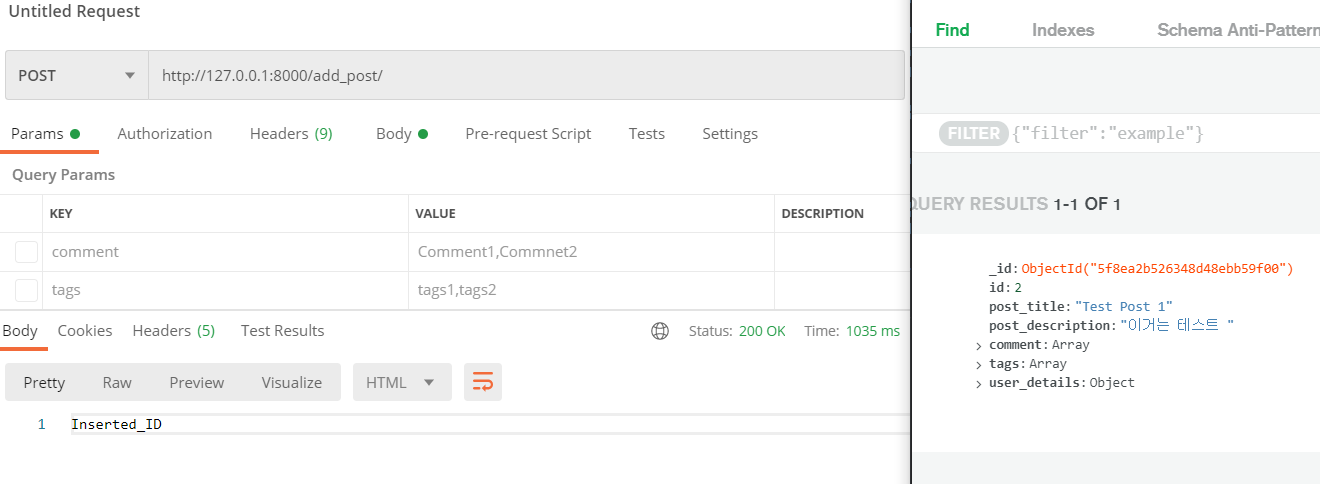 Untitled Request
POST http://127.0.0.1:8000/add_post/
Params Authorization Headers (9) Body Pre-request Script Tests Settings
Query Params
KEY VALUE DESCRIPTION
comment Comment1,Commnet2
tags tags1,tags2
Body Cookies Headers (5) Test Results Status: 200 OK Time: 1035 ms
Pretty Raw Preview Visualize HTML
1 Inserted_ID
Find Indexes Schema Anti-Pattern
FILTER {"filter":"example"}
QUERY RESULTS 1-1 OF 1
_id: ObjectId("5f8ea2b526348d48ebb59f00")
id: 2
post_title: "Test Post 1"
post_description: "이거는 테스트 "
comment: Array
tags: Array
user_details: Object